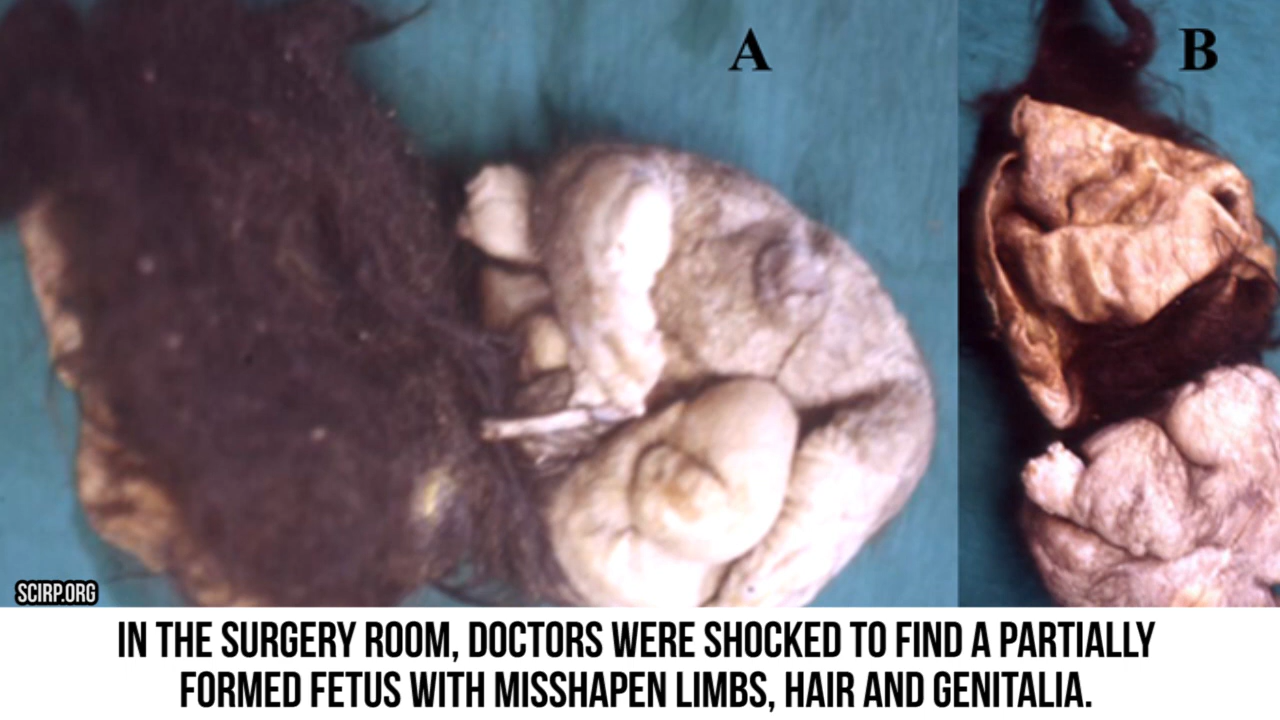 A
B
SCIRP.ORG
IN THE SURGERY ROOM, DOCTORS WERE SHOCKED TO FIND A PARTIALLY
FORMED FETUS WITH MISSHAPEN LIMBS, HAIR AND GENITALIA.